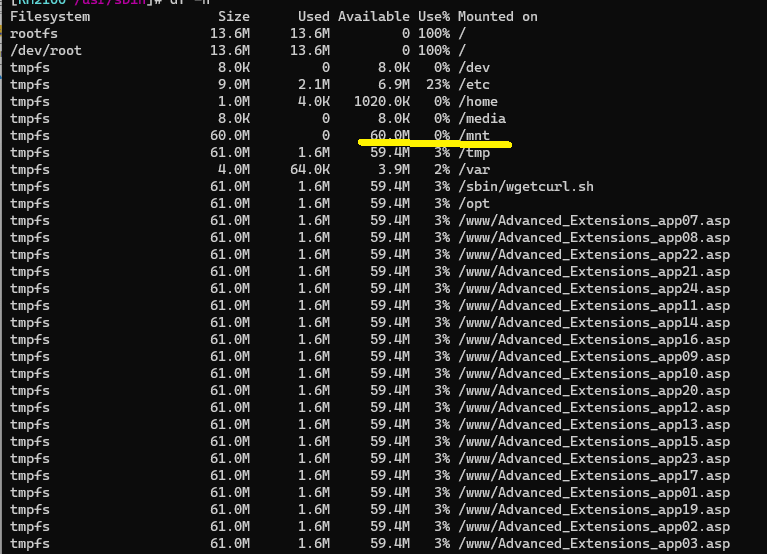 [RM2100 /usr/sbin]# df -h
Filesystem                Size      Used Available Use% Mounted on
rootfs                   13.6M     13.6M         0 100% /
/dev/root                13.6M     13.6M         0 100% /
tmpfs                     8.0K         0      8.0K   0% /dev
tmpfs                     9.0M      2.1M      6.9M  23% /etc
tmpfs                     1.0M      4.0K   1020.0K   0% /home
tmpfs                     8.0K         0      8.0K   0% /media
tmpfs                    60.0M         0     60.0M   0% /mnt
tmpfs                    61.0M      1.6M     59.4M   3% /tmp
tmpfs                     4.0M     64.0K      3.9M   2% /var
tmpfs                    61.0M      1.6M     59.4M   3% /sbin/wgetcurl.sh
tmpfs                    61.0M      1.6M     59.4M   3% /opt
tmpfs                    61.0M      1.6M     59.4M   3% /www/Advanced_Extensions_app07.asp
tmpfs                    61.0M      1.6M     59.4M   3% /www/Advanced_Extensions_app08.asp
tmpfs                    61.0M      1.6M     59.4M   3% /www/Advanced_Extensions_app22.asp
tmpfs                    61.0M      1.6M     59.4M   3% /www/Advanced_Extensions_app21.asp
tmpfs                    61.0M      1.6M     59.4M   3% /www/Advanced_Extensions_app24.asp
tmpfs                    61.0M      1.6M     59.4M   3% /www/Advanced_Extensions_app11.asp
tmpfs                    61.0M      1.6M     59.4M   3% /www/Advanced_Extensions_app14.asp
tmpfs                    61.0M      1.6M     59.4M   3% /www/Advanced_Extensions_app16.asp
tmpfs                    61.0M      1.6M     59.4M   3% /www/Advanced_Extensions_app09.asp
tmpfs                    61.0M      1.6M     59.4M   3% /www/Advanced_Extensions_app10.asp
tmpfs                    61.0M      1.6M     59.4M   3% /www/Advanced_Extensions_app20.asp
tmpfs                    61.0M      1.6M     59.4M   3% /www/Advanced_Extensions_app12.asp
tmpfs                    61.0M      1.6M     59.4M   3% /www/Advanced_Extensions_app13.asp
tmpfs                    61.0M      1.6M     59.4M   3% /www/Advanced_Extensions_app15.asp
tmpfs                    61.0M      1.6M     59.4M   3% /www/Advanced_Extensions_app23.asp
tmpfs                    61.0M      1.6M     59.4M   3% /www/Advanced_Extensions_app17.asp
tmpfs                    61.0M      1.6M     59.4M   3% /www/Advanced_Extensions_app01.asp
tmpfs                    61.0M      1.6M     59.4M   3% /www/Advanced_Extensions_app19.asp
tmpfs                    61.0M      1.6M     59.4M   3% /www/Advanced_Extensions_app02.asp
tmpfs                    61.0M      1.6M     59.4M   3% /www/Advanced_Extensions_app03.asp